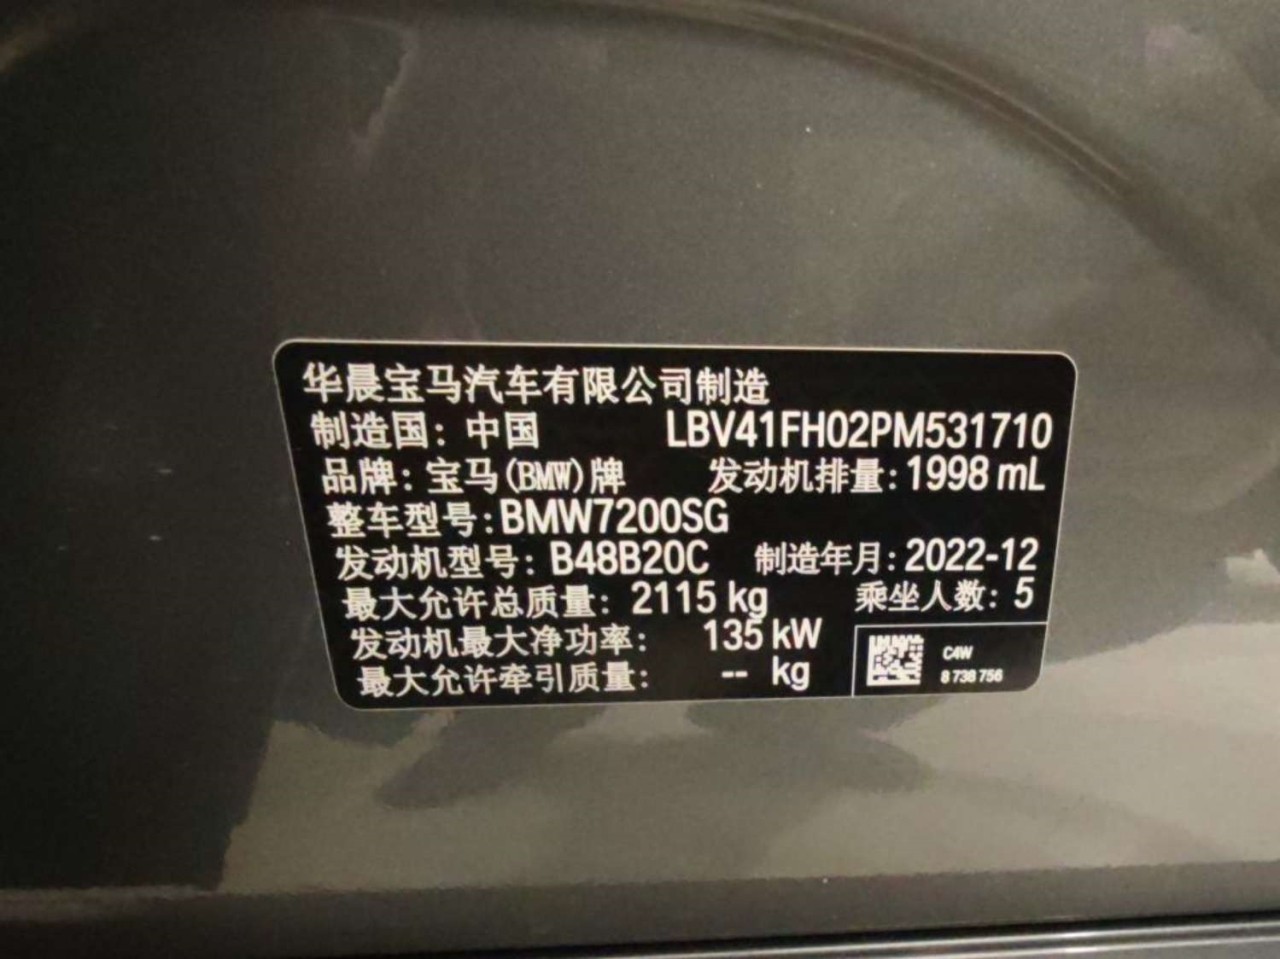 华晨宝马汽车有限公司制造
制造国: 中国 LBV41FH02PM531710
品牌: 宝马(BMW)牌 发动机排量: 1998 mL
整车型号: BMW7200SG
发动机型号: B48B20C 制造年月: 2022-12
最大允许总质量: 2115 kg 乘坐人数: 5
发动机最大净功率: 135 kW
最大允许牵引质量: -- kg
C4W
8 738 756